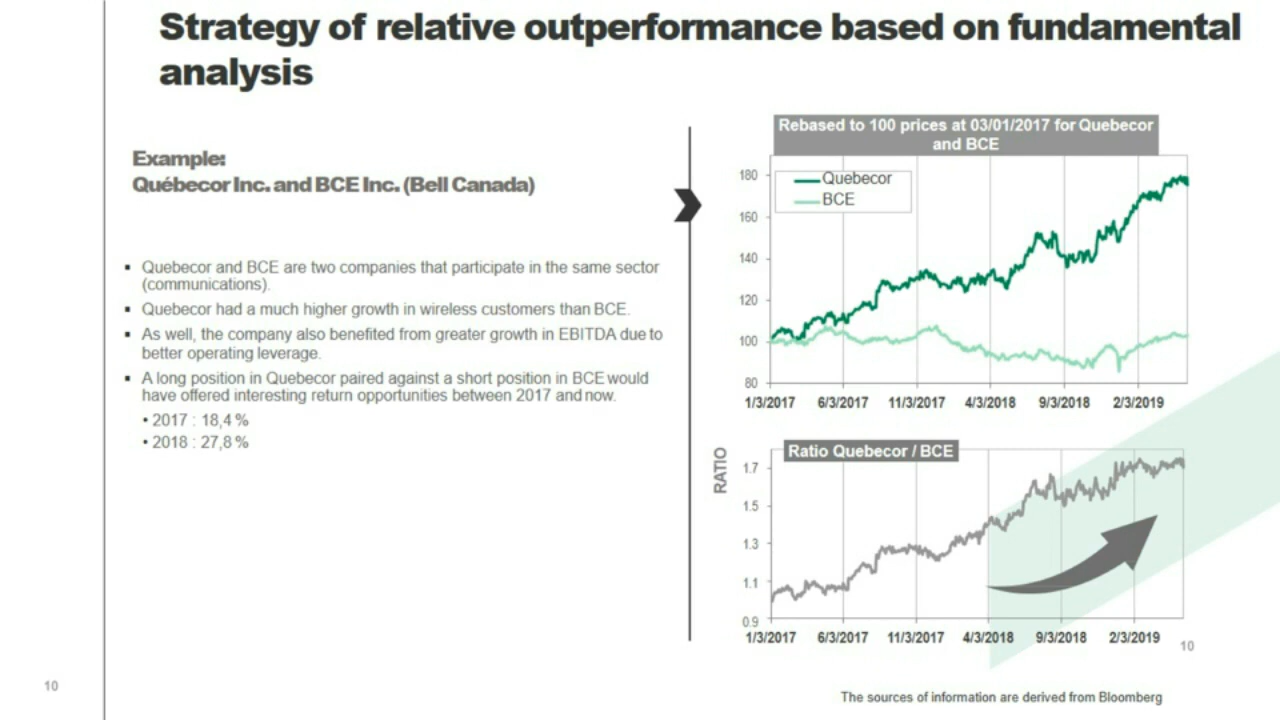 Strategy of relative outperformance based on fundamental
analysis
Example:
Québecor Inc. and BCE Inc. (Bell Canada)
▪ Quebecor and BCE are two companies that participate in the same sector
(communications).
▪ Quebecor had a much higher growth in wireless customers than BCE.
▪ As well, the company also benefited from greater growth in EBITDA due to
better operating leverage.
▪ A long position in Quebecor paired against a short position in BCE would
have offered interesting return opportunities between 2017 and now.
• 2017 : 18,4 %
• 2018 : 27,8 %
Rebased to 100 prices at 03/01/2017 for Quebecor
and BCE
Quebecor
BCE
180
160
140
120
100
80
1/3/2017 6/3/2017 11/3/2017 4/3/2018 9/3/2018 2/3/2019
Ratio Quebecor / BCE
RATIO
1.7
1.5
1.3
1.1
0.9
1/3/2017 6/3/2017 11/3/2017 4/3/2018 9/3/2018 2/3/2019
10
10
The sources of information are derived from Bloomberg